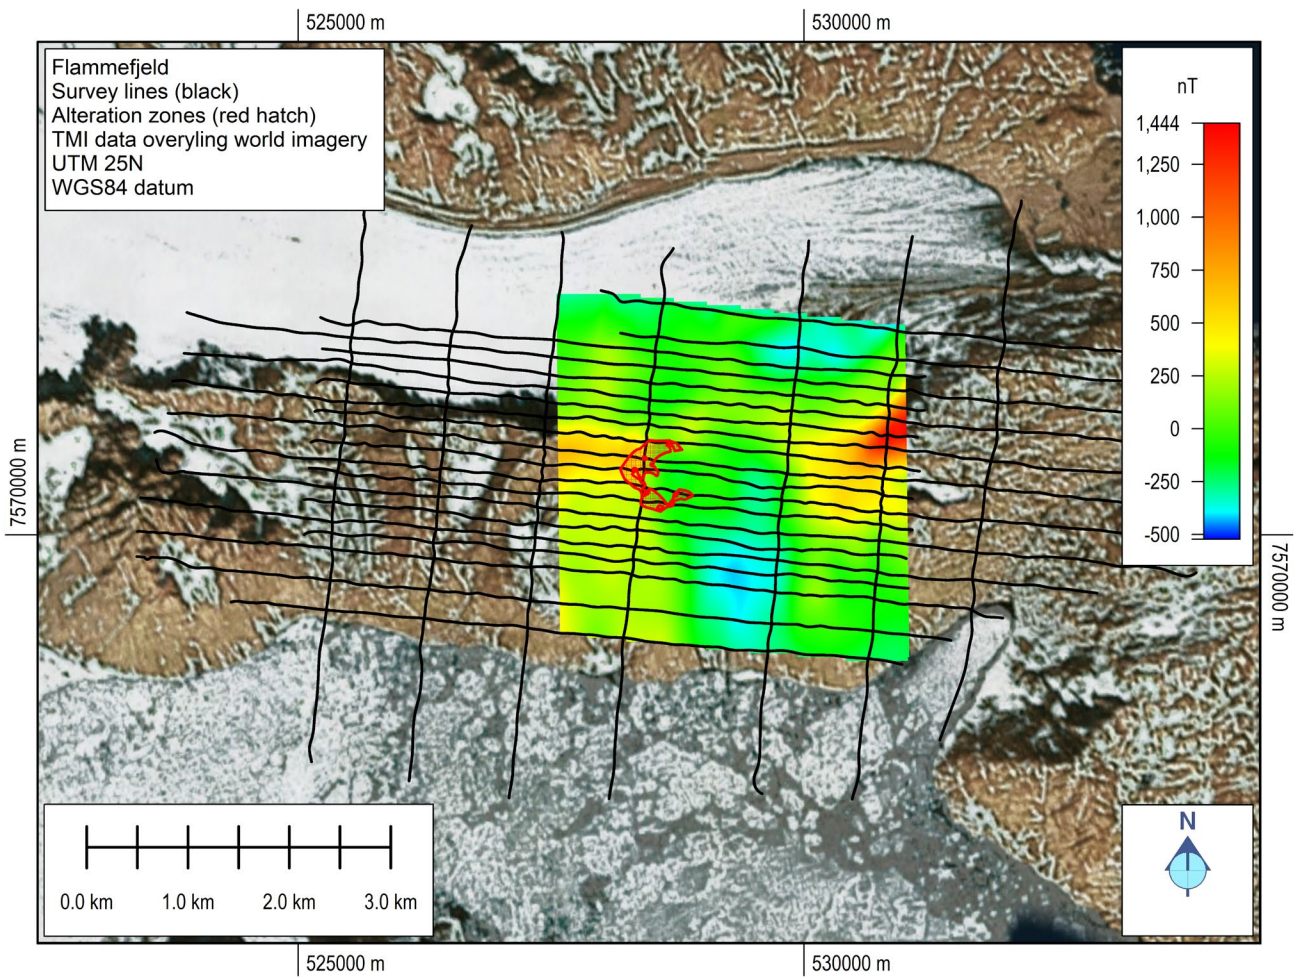 525000 m
530000 m
Flammefjeld
Survey lines (black)
Alteration zones (red hatch)
TMI data overyling world imagery
UTM 25N
WGS84 datum
nT
1,444
1,250
1,000
750
500
250
0
-250
-500
7570000 m
7570000 m
0.0 km
1.0 km
2.0 km
3.0 km
N
525000 m
530000 m